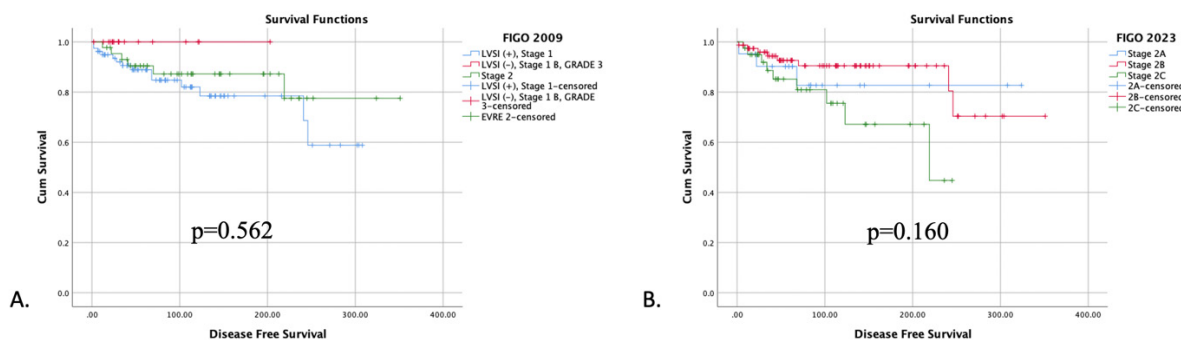 Survival Functions
FIGO 2009
LVSI (+), Stage 1
LVSI (-), Stage 1 B, GRADE 3
Stage 2
LVSI (+), Stage 1-censored
LVSI (-), Stage 1 B, GRADE
3-censored
EVRE 2-censored
Cum Survival
1.0
0.8
0.6
0.4
0.2
0.0
p=0.562
.00
100.00
200.00
300.00
400.00
Disease Free Survival
A.
Survival Functions
FIGO 2023
Stage 2A
Stage 2B
Stage 2C
2A-censored
2B-censored
2C-censored
Cum Survival
1.0
0.8
0.6
0.4
0.2
0.0
p=0.160
.00
100.00
200.00
300.00
400.00
Disease Free Survival
B.